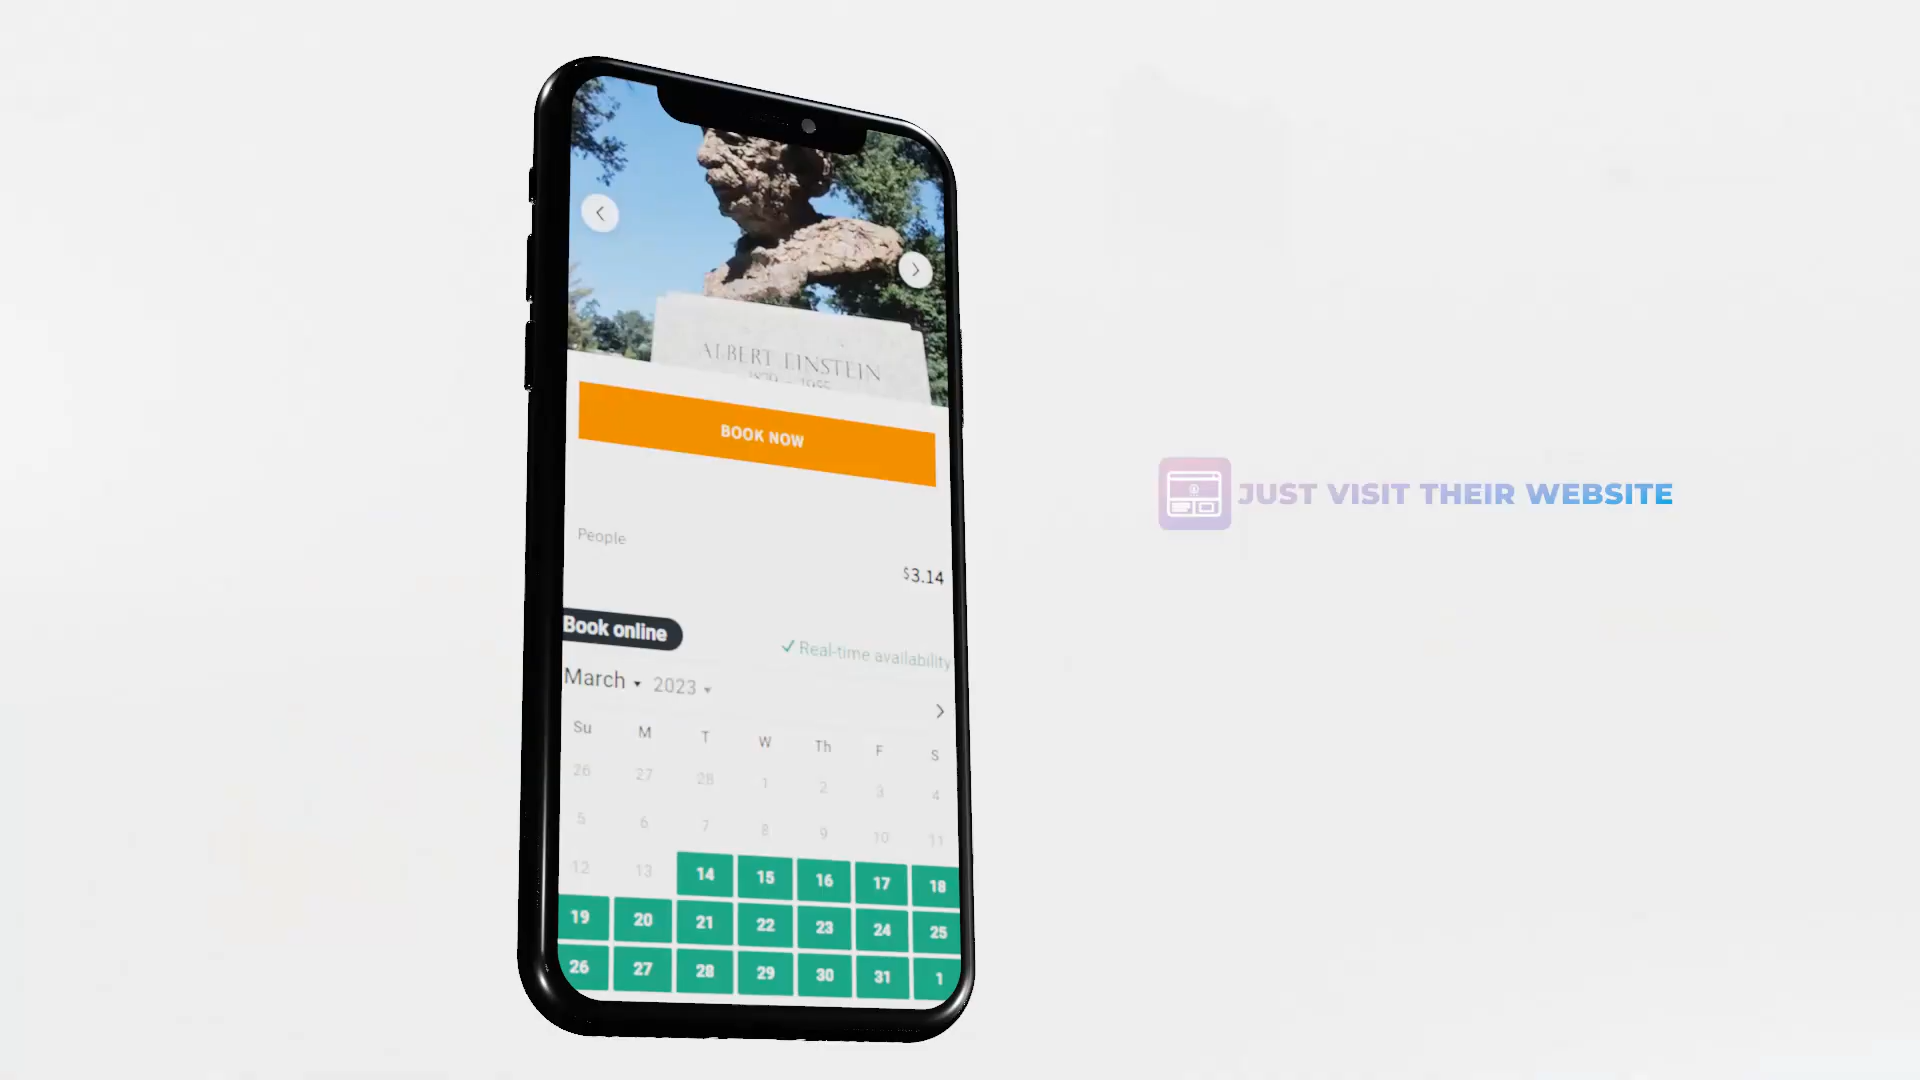 ALBERT EINSTEIN
1879 - 1955
BOOK NOW
People
$3.14
Book online
Real-time availability
March 2023
Su M T W Th F S
26 27 28 1 2 3 4
5 6 7 8 9 10 11
12 13 14 15 16 17 18
19 20 21 22 23 24 25
26 27 28 29 30 31 1
JUST VISIT THEIR WEBSITE